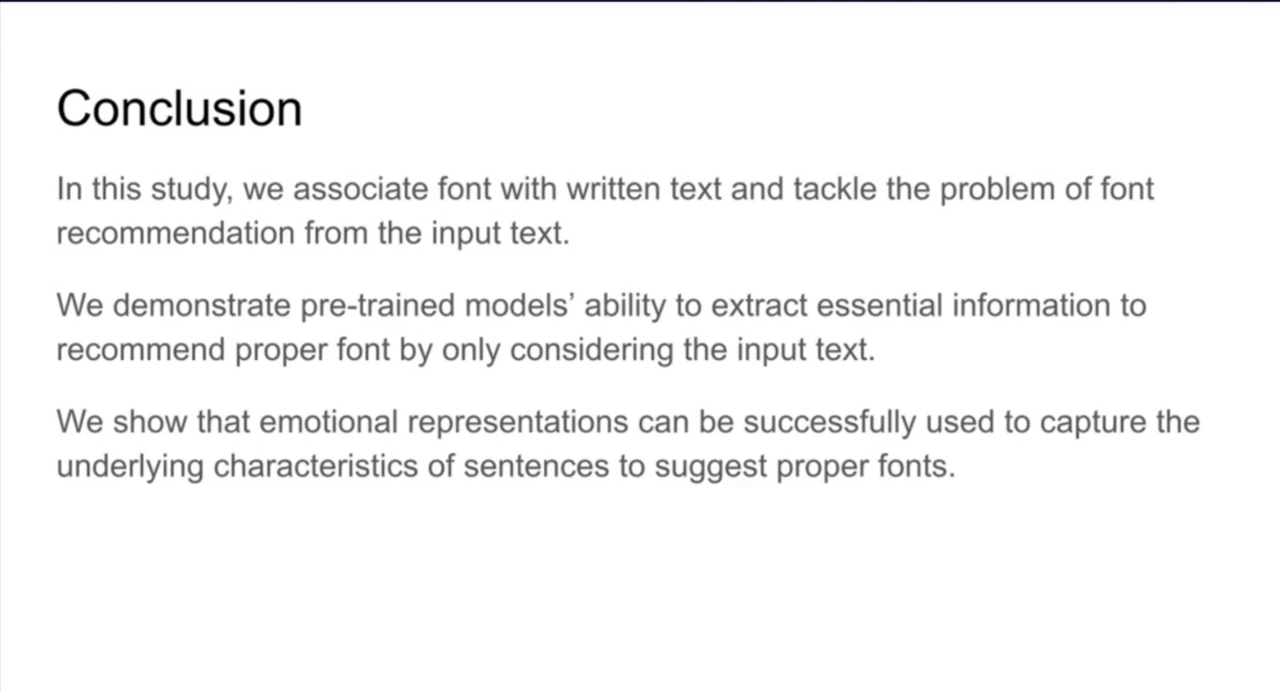 Conclusion
In this study, we associate font with written text and tackle the problem of font
recommendation from the input text.
We demonstrate pre-trained models’ ability to extract essential information to
recommend proper font by only considering the input text.
We show that emotional representations can be successfully used to capture the
underlying characteristics of sentences to suggest proper fonts.